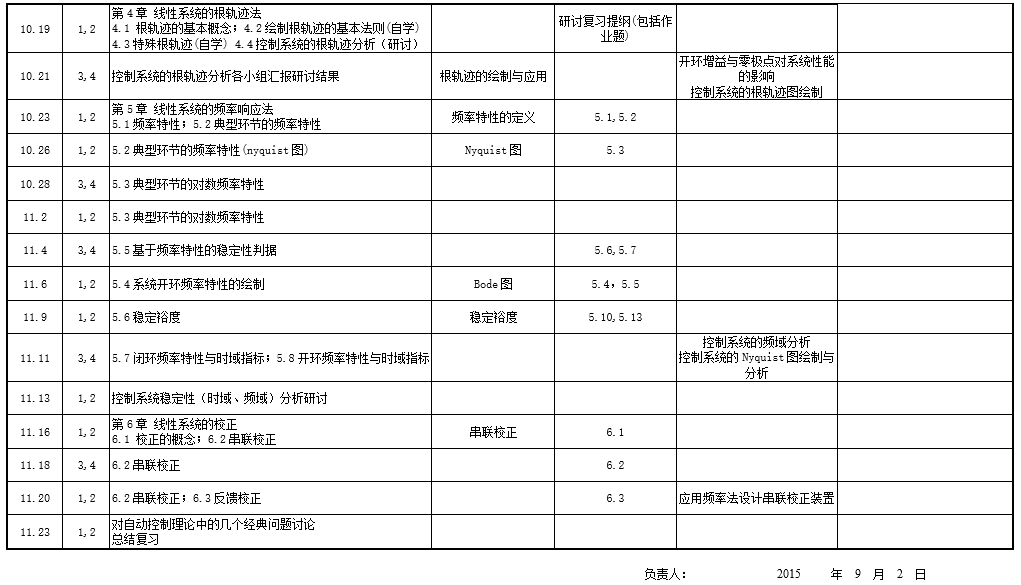 10.19 1,2 第4章 线性系统的根轨迹法 研讨复习提纲(包括作
4.1 根轨迹的基本概念；4.2绘制根轨迹的基本法则(自学) 业题)
4.3特殊根轨迹(自学) 4.4控制系统的根轨迹分析（研讨）
10.21 3,4 控制系统的根轨迹分析各小组汇报研讨结果 根轨迹的绘制与应用 开环增益与零极点对系统性能
的影响
控制系统的根轨迹图绘制
10.23 1,2 第5章 线性系统的频率响应法 频率特性的定义 5.1,5.2
5.1频率特性；5.2典型环节的频率特性
10.26 1,2 5.2典型环节的频率特性(nyquist图) Nyquist图 5.3
10.28 3,4 5.3典型环节的对数频率特性
11.2 1,2 5.3典型环节的对数频率特性
11.4 3,4 5.5基于频率特性的稳定性判据 5.6,5.7
11.6 1,2 5.4系统开环频率特性的绘制 Bode图 5.4，5.5
11.9 1,2 5.6稳定裕度 稳定裕度 5.10,5.13
11.11 3,4 5.7闭环频率特性与时域指标；5.8开环频率特性与时域指标 控制系统的频域分析
控制系统的Nyquist图绘制与
分析
11.13 1,2 控制系统稳定性（时域、频域）分析研讨
11.16 1,2 第6章 线性系统的校正 串联校正 6.1
6.1 校正的概念；6.2串联校正
11.18 3,4 6.2串联校正 6.2
11.20 1,2 6.2串联校正；6.3反馈校正 6.3 应用频率法设计串联校正装置
11.23 1,2 对自动控制理论中的几个经典问题讨论
总结复习
负责人： 2015 年 9 月 2 日